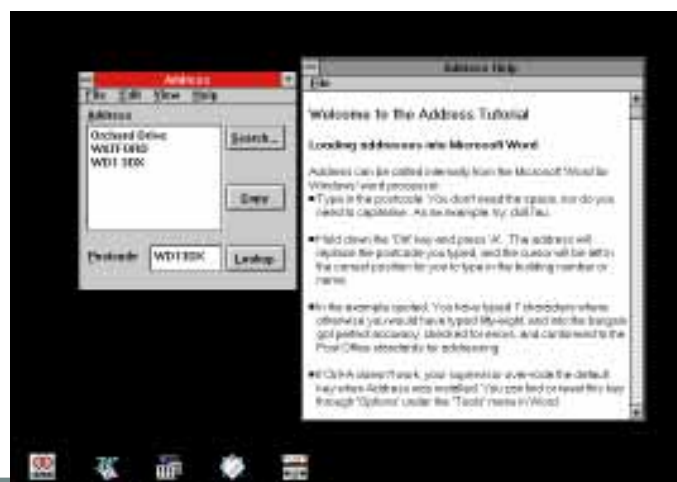 Address
File Edit View Help
Address
Orchard Drive
WATFORD
WD1 3DX
Search...
Copy
Postcode WD13DX Lookup
Address Help
File
Welcome to the Address Tutorial
Loading addresses into Microsoft Word
Address can be called internally from the Microsoft 'Word for
Windows' word processor.
Type in the postcode. You don't need the space, nor do you
need to capitalise. As an example try:
Hold down the 'Ctrl' key and press 'A'. The address will
replace the postcode you typed, and the cursor will be left in
the correct position for you to type in the building number or
name.
In the example quoted, You have typed 7 characters where
otherwise you would have typed fifty-eight, and into the bargain
got perfect accuracy, checked for errors, and conformed to the
Post Office standards for addressing.
If Ctrl+A doesn't work, your supervisor over-rode the default
key when Address was installed. You can find or reset this key
through 'Options' under the 'Tools' menu in Word.